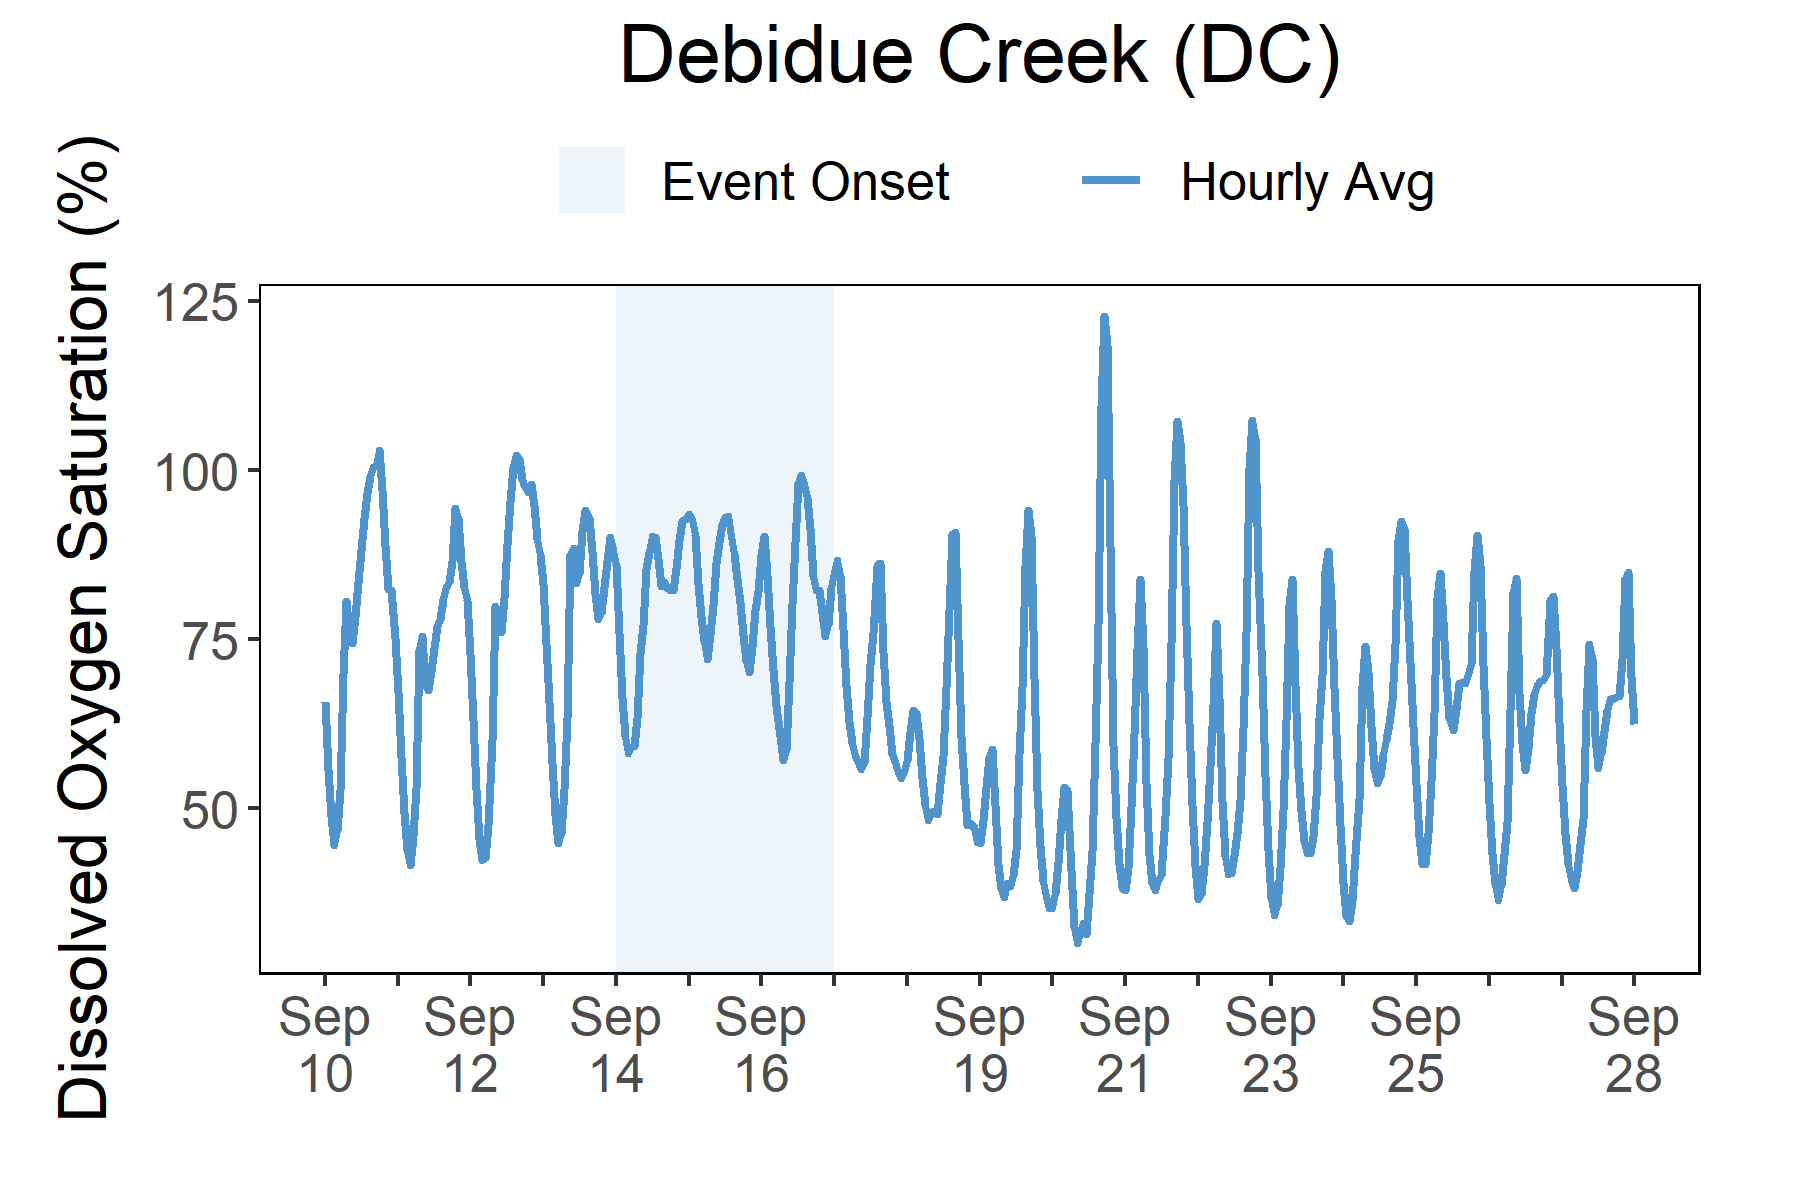 Debidue Creek (DC)
Event Onset
Hourly Avg
Dissolved Oxygen Saturation (%)
125
100
75
50
Sep 10
Sep 12
Sep 14
Sep 16
Sep 19
Sep 21
Sep 23
Sep 25
Sep 28